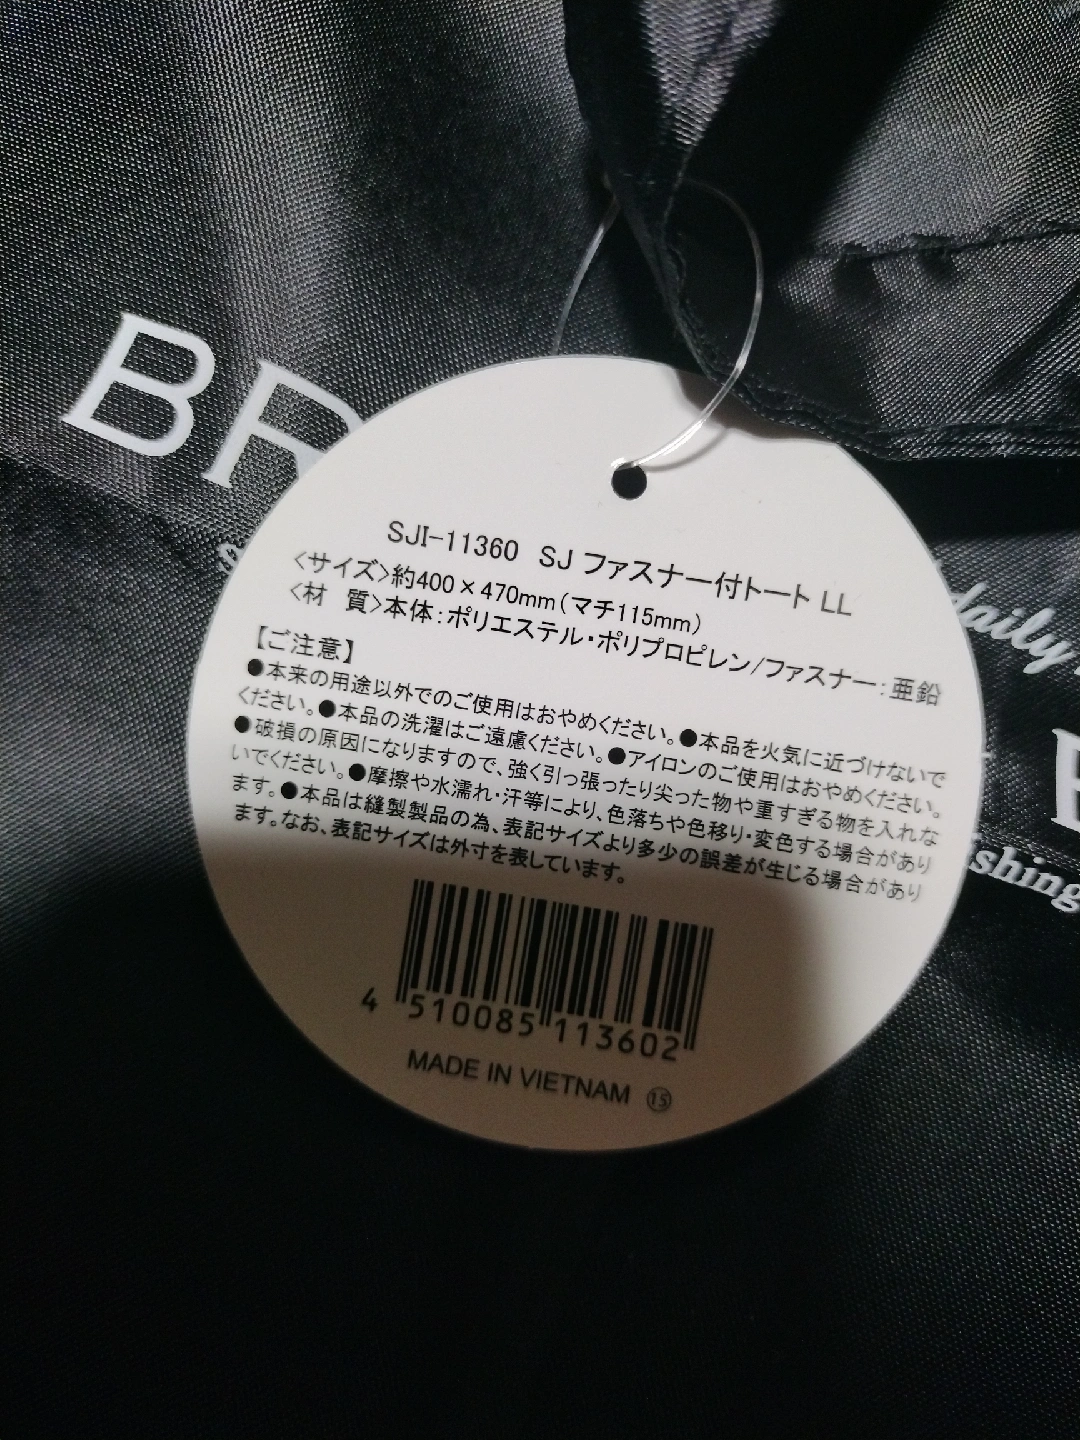 BR
SJI-11360 SJ ファスナー付トート LL
<サイズ>約400×470mm(マチ115mm)
<材 質>本体:ポリエステル・ポリプロピレン/ファスナー:亜鉛
【ご注意】
●本来の用途以外でのご使用はおやめください。●本品を火気に近づけないで
ください。●本品の洗濯はご遠慮ください。●アイロンのご使用はおやめください。
●破損の原因になりますので、強く引っ張ったり尖った物や重すぎる物を入れな
いでください。●摩擦や水濡れ・汗等により、色落ちや色移り・変色する場合があり
ます。●本品は縫製製品の為、表記サイズより多少の誤差が生じる場合があり
ます。なお、表記サイズは外寸を表しています。
4 510085 113602
MADE IN VIETNAM ⑮
daily
shing